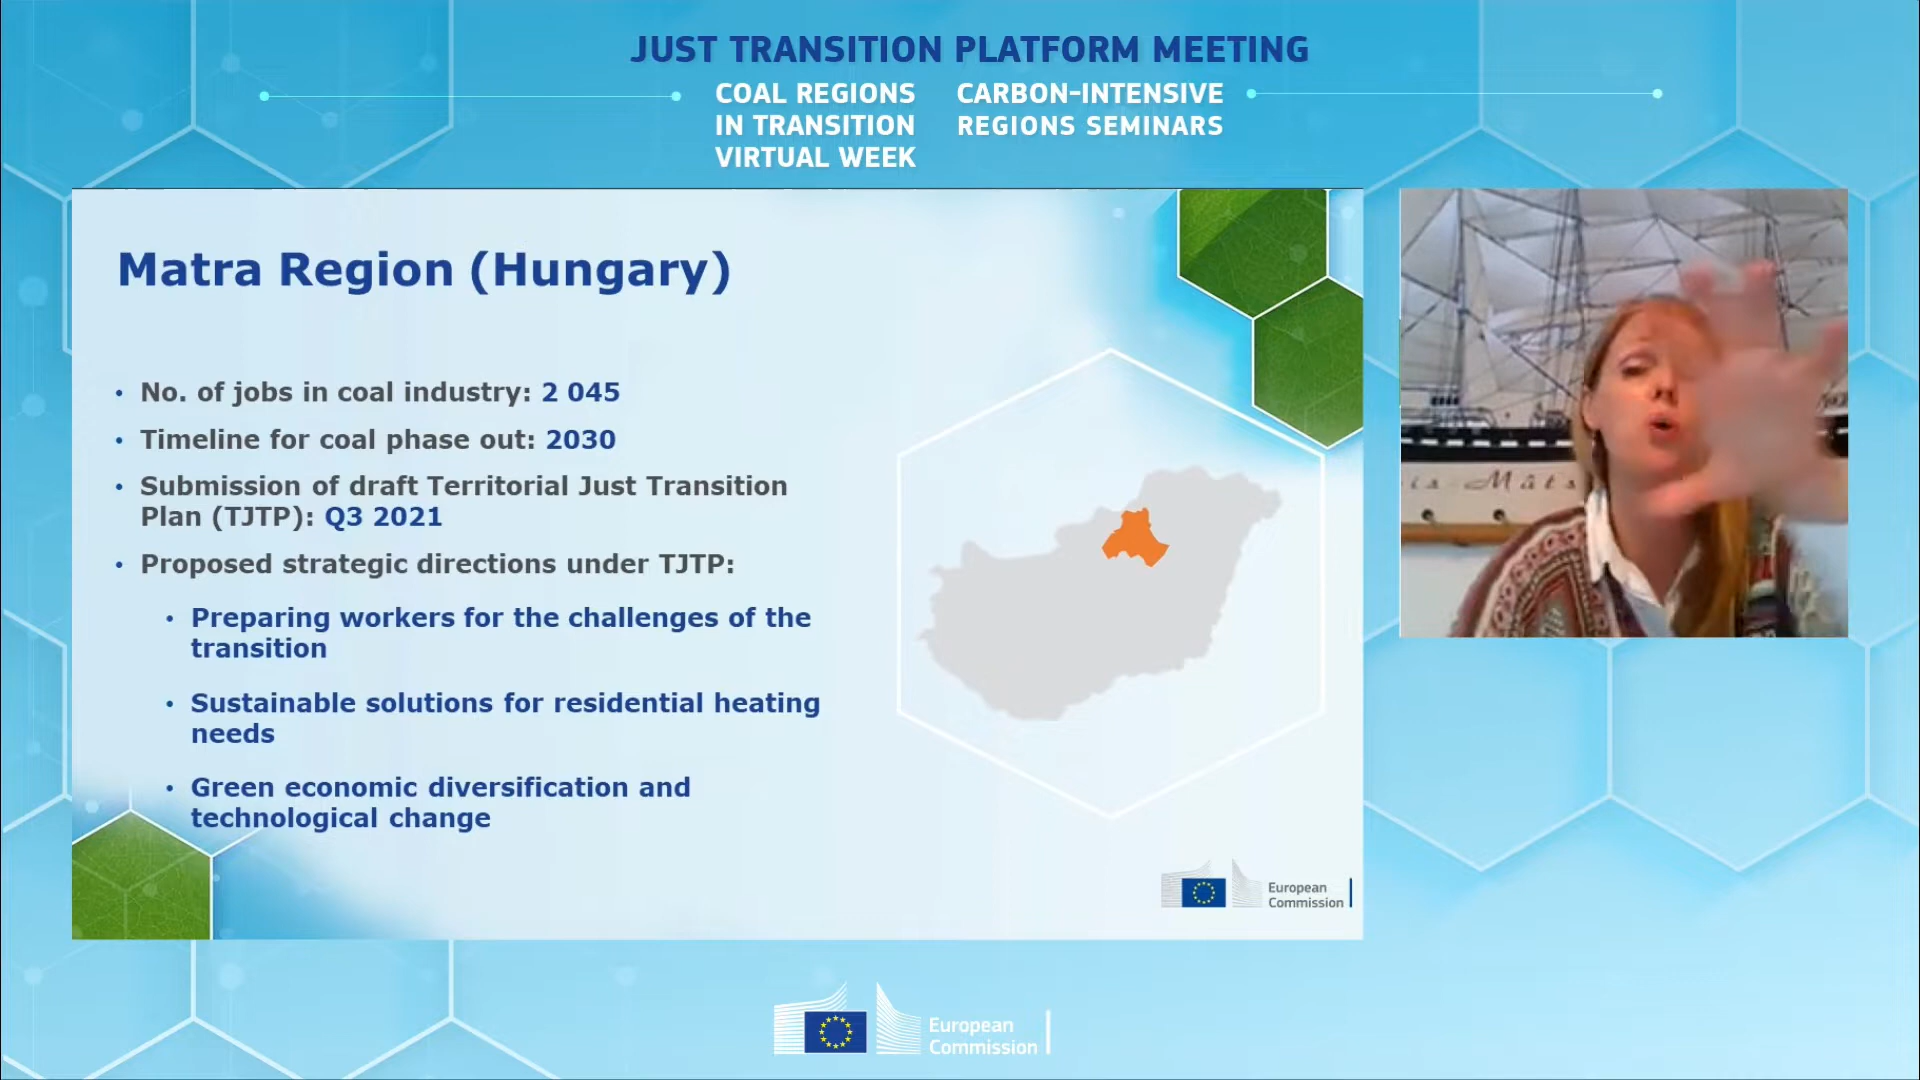 JUST TRANSITION PLATFORM MEETING
COAL REGIONS
IN TRANSITION
VIRTUAL WEEK
CARBON-INTENSIVE
REGIONS SEMINARS
Matra Region (Hungary)
• No. of jobs in coal industry: 2 045
• Timeline for coal phase out: 2030
• Submission of draft Territorial Just Transition
Plan (TJTP): Q3 2021
• Proposed strategic directions under TJTP:
• Preparing workers for the challenges of the
transition
• Sustainable solutions for residential heating
needs
• Green economic diversification and
technological change
European
Commission
European
Commission